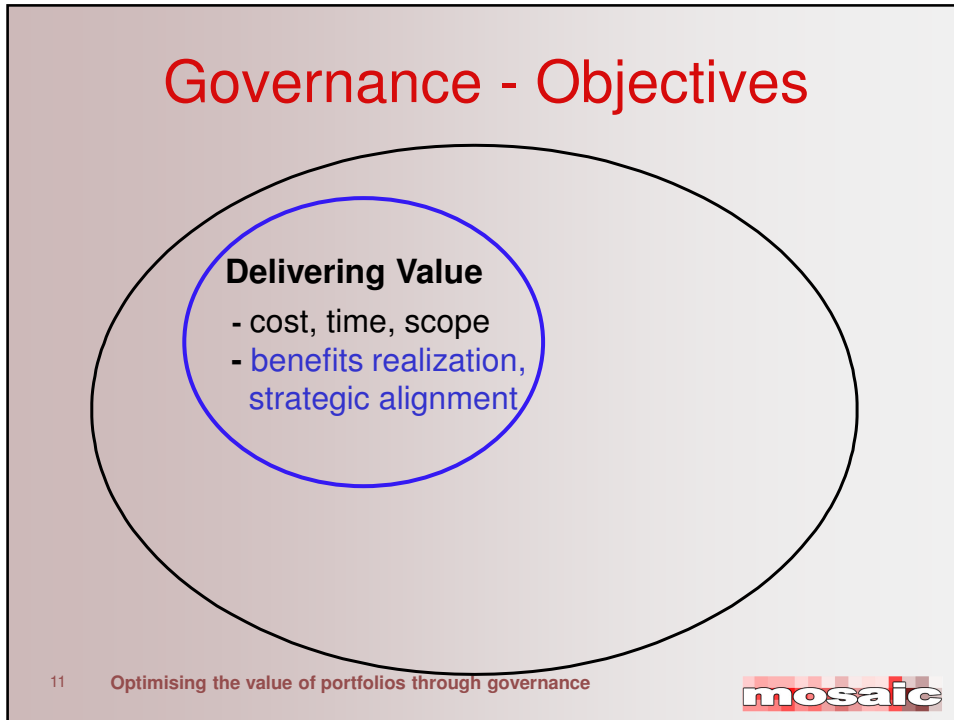 Governance - Objectives
Delivering Value
- cost, time, scope
- benefits realization,
strategic alignment
11 Optimising the value of portfolios through governance
mosaic